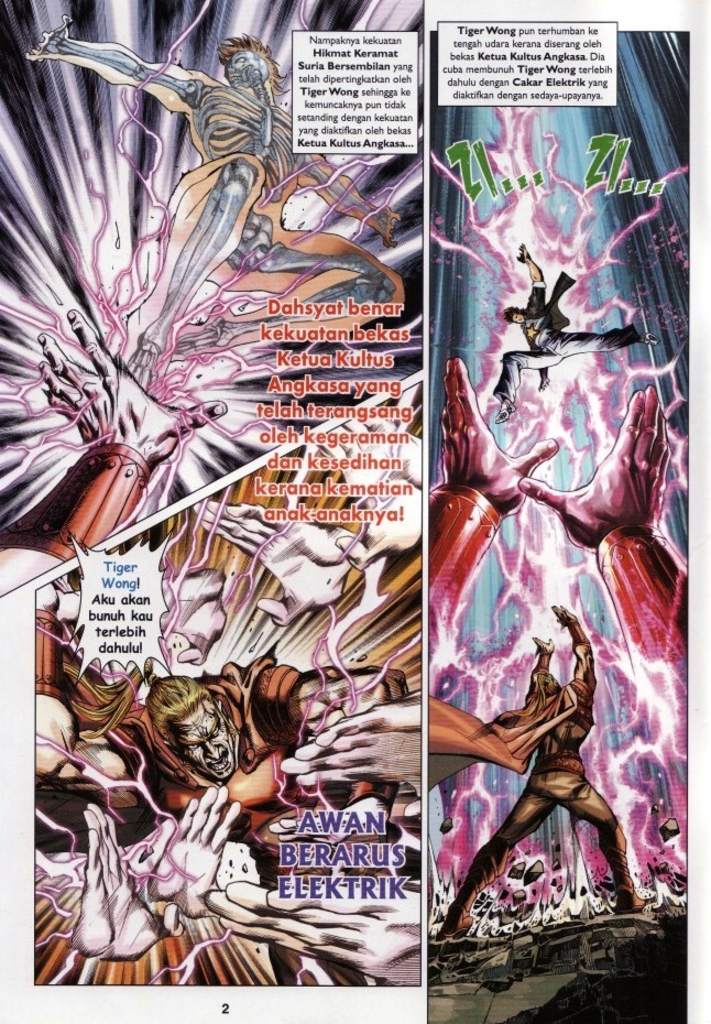 Nampaknya kekuatan
Hikmat Keramat
Suria Bersembilan yang
telah dipertingkatkan oleh
Tiger Wong sehingga ke
kemuncaknya pun tidak
setanding dengan kekuatan
yang diaktifkan oleh bekas
Ketua Kultus Angkasa...
Dahsyat benar
kekuatan bekas
Ketua Kultus
Angkasa yang
telah terangsang
oleh kegeraman
dan kesedihan
kerana kematian
anak-anaknya!
Tiger
Wong!
Aku akan
bunuh kau
terlebih
dahulu!
AWAN
BERARUS
ELEKTRIK
Tiger Wong pun terhumban ke
tengah udara kerana diserang oleh
bekas Ketua Kultus Angkasa. Dia
cuba membunuh Tiger Wong terlebih
dahulu dengan Cakar Elektrik yang
diaktifkan dengan sedaya-upayanya.
ZI.... ZI....
2